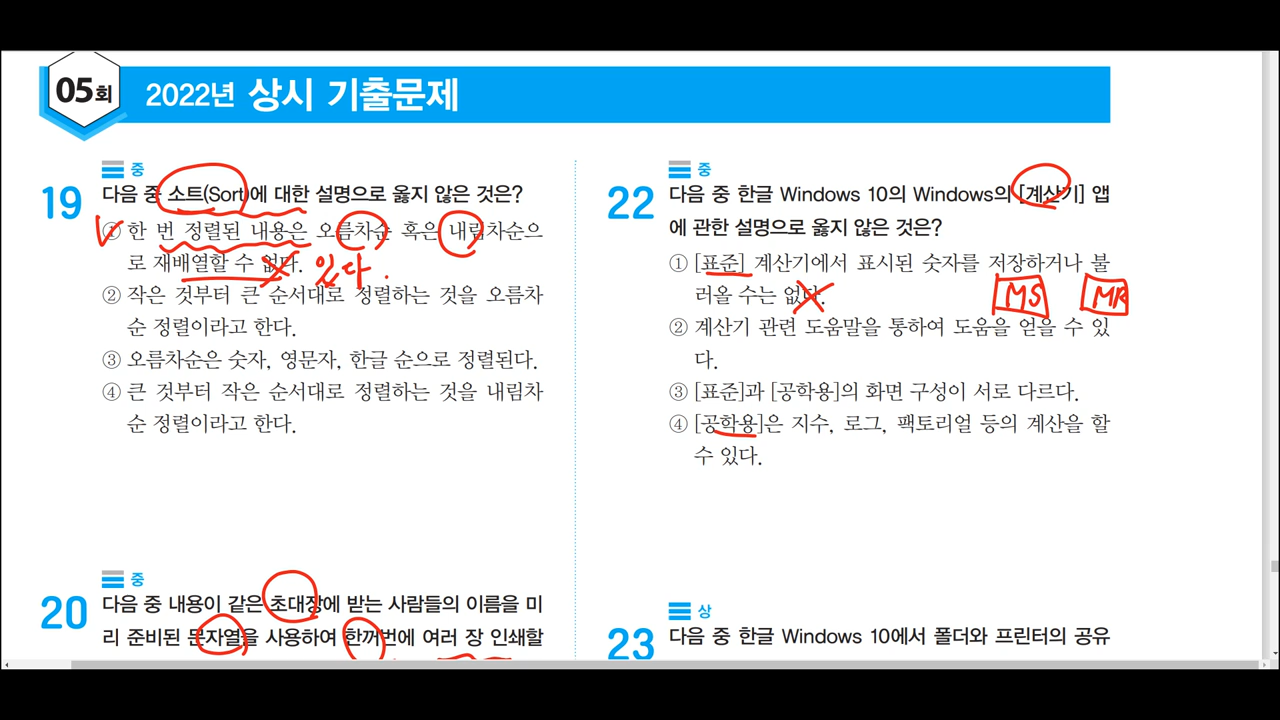 05회
2022년 상시 기출문제
중
19
다음 중 소트(Sort)에 대한 설명으로 옳지 않은 것은?
① 한 번 정렬된 내용은 오름차순 혹은 내림차순으
로 재배열할 수 없다. 있다.
② 작은 것부터 큰 순서대로 정렬하는 것을 오름차
순 정렬이라고 한다.
③ 오름차순은 숫자, 영문자, 한글 순으로 정렬된다.
④ 큰 것부터 작은 순서대로 정렬하는 것을 내림차
순 정렬이라고 한다.
중
20
다음 중 내용이 같은 초대장에 받는 사람들의 이름을 미
리 준비된 문자열을 사용하여 한꺼번에 여러 장 인쇄할
중
22
다음 중 한글 Windows 10의 Windows의 [계산기] 앱
에 관한 설명으로 옳지 않은 것은?
① [표준] 계산기에서 표시된 숫자를 저장하거나 불
러올 수는 없다. MS MR
② 계산기 관련 도움말을 통하여 도움을 얻을 수 있
다.
③ [표준]과 [공학용]의 화면 구성이 서로 다르다.
④ [공학용]은 지수, 로그, 팩토리얼 등의 계산을 할
수 있다.
상
23
다음 중 한글 Windows 10에서 폴더와 프린터의 공유